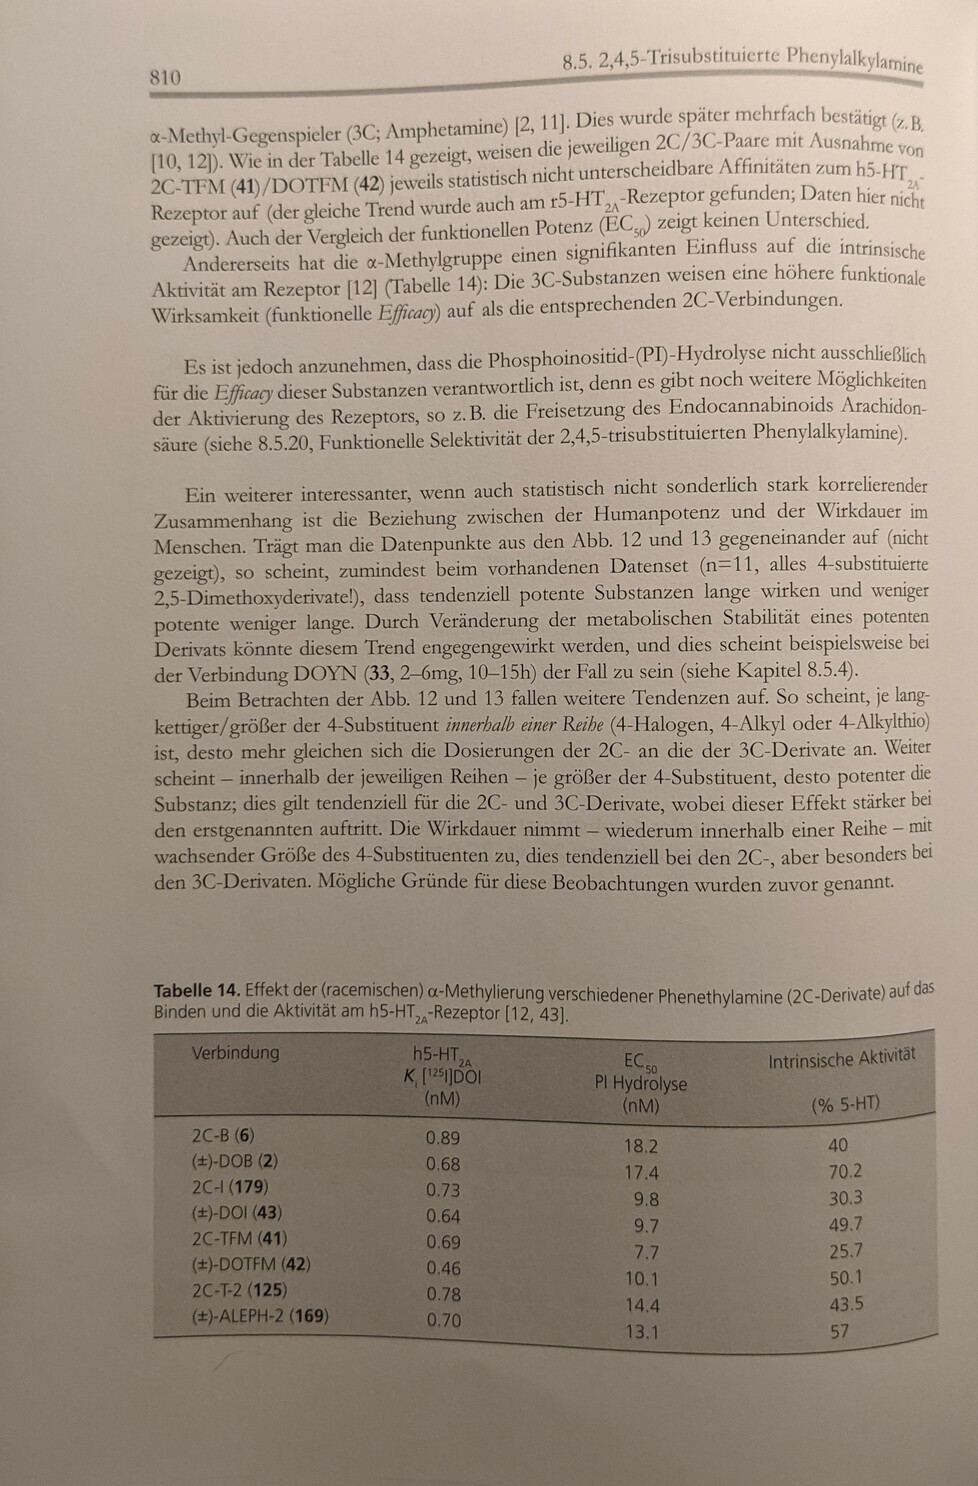 810
8.5. 2,4,5-Trisubstituierte Phenylalkylamine
α-Methyl-Gegenspieler (3C; Amphetamine) [2, 11]. Dies wurde später mehrfach bestätigt (z. B.
[10, 12]). Wie in der Tabelle 14 gezeigt, weisen die jeweiligen 2C/3C-Paare mit Ausnahme von
2C-TFM (41)/DOTFM (42) jeweils statistisch nicht unterscheidbare Affinitäten zum h5-HT2A-
Rezeptor auf (der gleiche Trend wurde auch am r5-HT2A-Rezeptor gefunden; Daten hier nicht
gezeigt). Auch der Vergleich der funktionellen Potenz (EC50) zeigt keinen Unterschied.
Andererseits hat die α-Methylgruppe einen signifikanten Einfluss auf die intrinsische
Aktivität am Rezeptor [12] (Tabelle 14): Die 3C-Substanzen weisen eine höhere funktionale
Wirksamkeit (funktionelle Efficacy) auf als die entsprechenden 2C-Verbindungen.
Es ist jedoch anzunehmen, dass die Phosphoinositid-(PI)-Hydrolyse nicht ausschließlich
für die Efficacy dieser Substanzen verantwortlich ist, denn es gibt noch weitere Möglichkeiten
der Aktivierung des Rezeptors, so z. B. die Freisetzung des Endocannabinoids Arachidon-
säure (siehe 8.5.20, Funktionelle Selektivität der 2,4,5-trisubstituierten Phenylalkylamine).
Ein weiterer interessanter, wenn auch statistisch nicht sonderlich stark korrelierender
Zusammenhang ist die Beziehung zwischen der Humanpotenz und der Wirkdauer im
Menschen. Trägt man die Datenpunkte aus den Abb. 12 und 13 gegeneinander auf (nicht
gezeigt), so scheint, zumindest beim vorhandenen Datenset (n=11, alles 4-substituierte
2,5-Dimethoxyderivate!), dass tendenziell potente Substanzen lange wirken und weniger
potente weniger lange. Durch Veränderung der metabolischen Stabilität eines potenten
Derivats könnte diesem Trend engegengewirkt werden, und dies scheint beispielsweise bei
der Verbindung DOYN (33, 2–6mg, 10–15h) der Fall zu sein (siehe Kapitel 8.5.4).
Beim Betrachten der Abb. 12 und 13 fallen weitere Tendenzen auf. So scheint, je lang-
kettiger/größer der 4-Substituent innerhalb einer Reihe (4-Halogen, 4-Alkyl oder 4-Alkylthio)
ist, desto mehr gleichen sich die Dosierungen der 2C- an die der 3C-Derivate an. Weiter
scheint – innerhalb der jeweiligen Reihen – je größer der 4-Substituent, desto potenter die
Substanz; dies gilt tendenziell für die 2C- und 3C-Derivate, wobei dieser Effekt stärker bei
den erstgenannten auftritt. Die Wirkdauer nimmt – wiederum innerhalb einer Reihe – mit
wachsender Größe des 4-Substituenten zu, dies tendenziell bei den 2C-, aber besonders bei
den 3C-Derivaten. Mögliche Gründe für diese Beobachtungen wurden zuvor genannt.
Tabelle 14. Effekt der (racemischen) α-Methylierung verschiedener Phenethylamine (2C-Derivate) auf das
Binden und die Aktivität am h5-HT2A-Rezeptor [12, 43].
Verbindung h5-HT2A EC50 Intrinsische Aktivität
Ki [125I]DOI PI Hydrolyse
(nM) (nM) (% 5-HT)
2C-B (6) 0.89 18.2 40
(±)-DOB (2) 0.68 17.4 70.2
2C-I (179) 0.73 9.8 30.3
(±)-DOI (43) 0.64 9.7 49.7
2C-TFM (41) 0.69 7.7 25.7
(±)-DOTFM (42) 0.46 10.1 50.1
2C-T-2 (125) 0.78 14.4 43.5
(±)-ALEPH-2 (169) 0.70 13.1 57